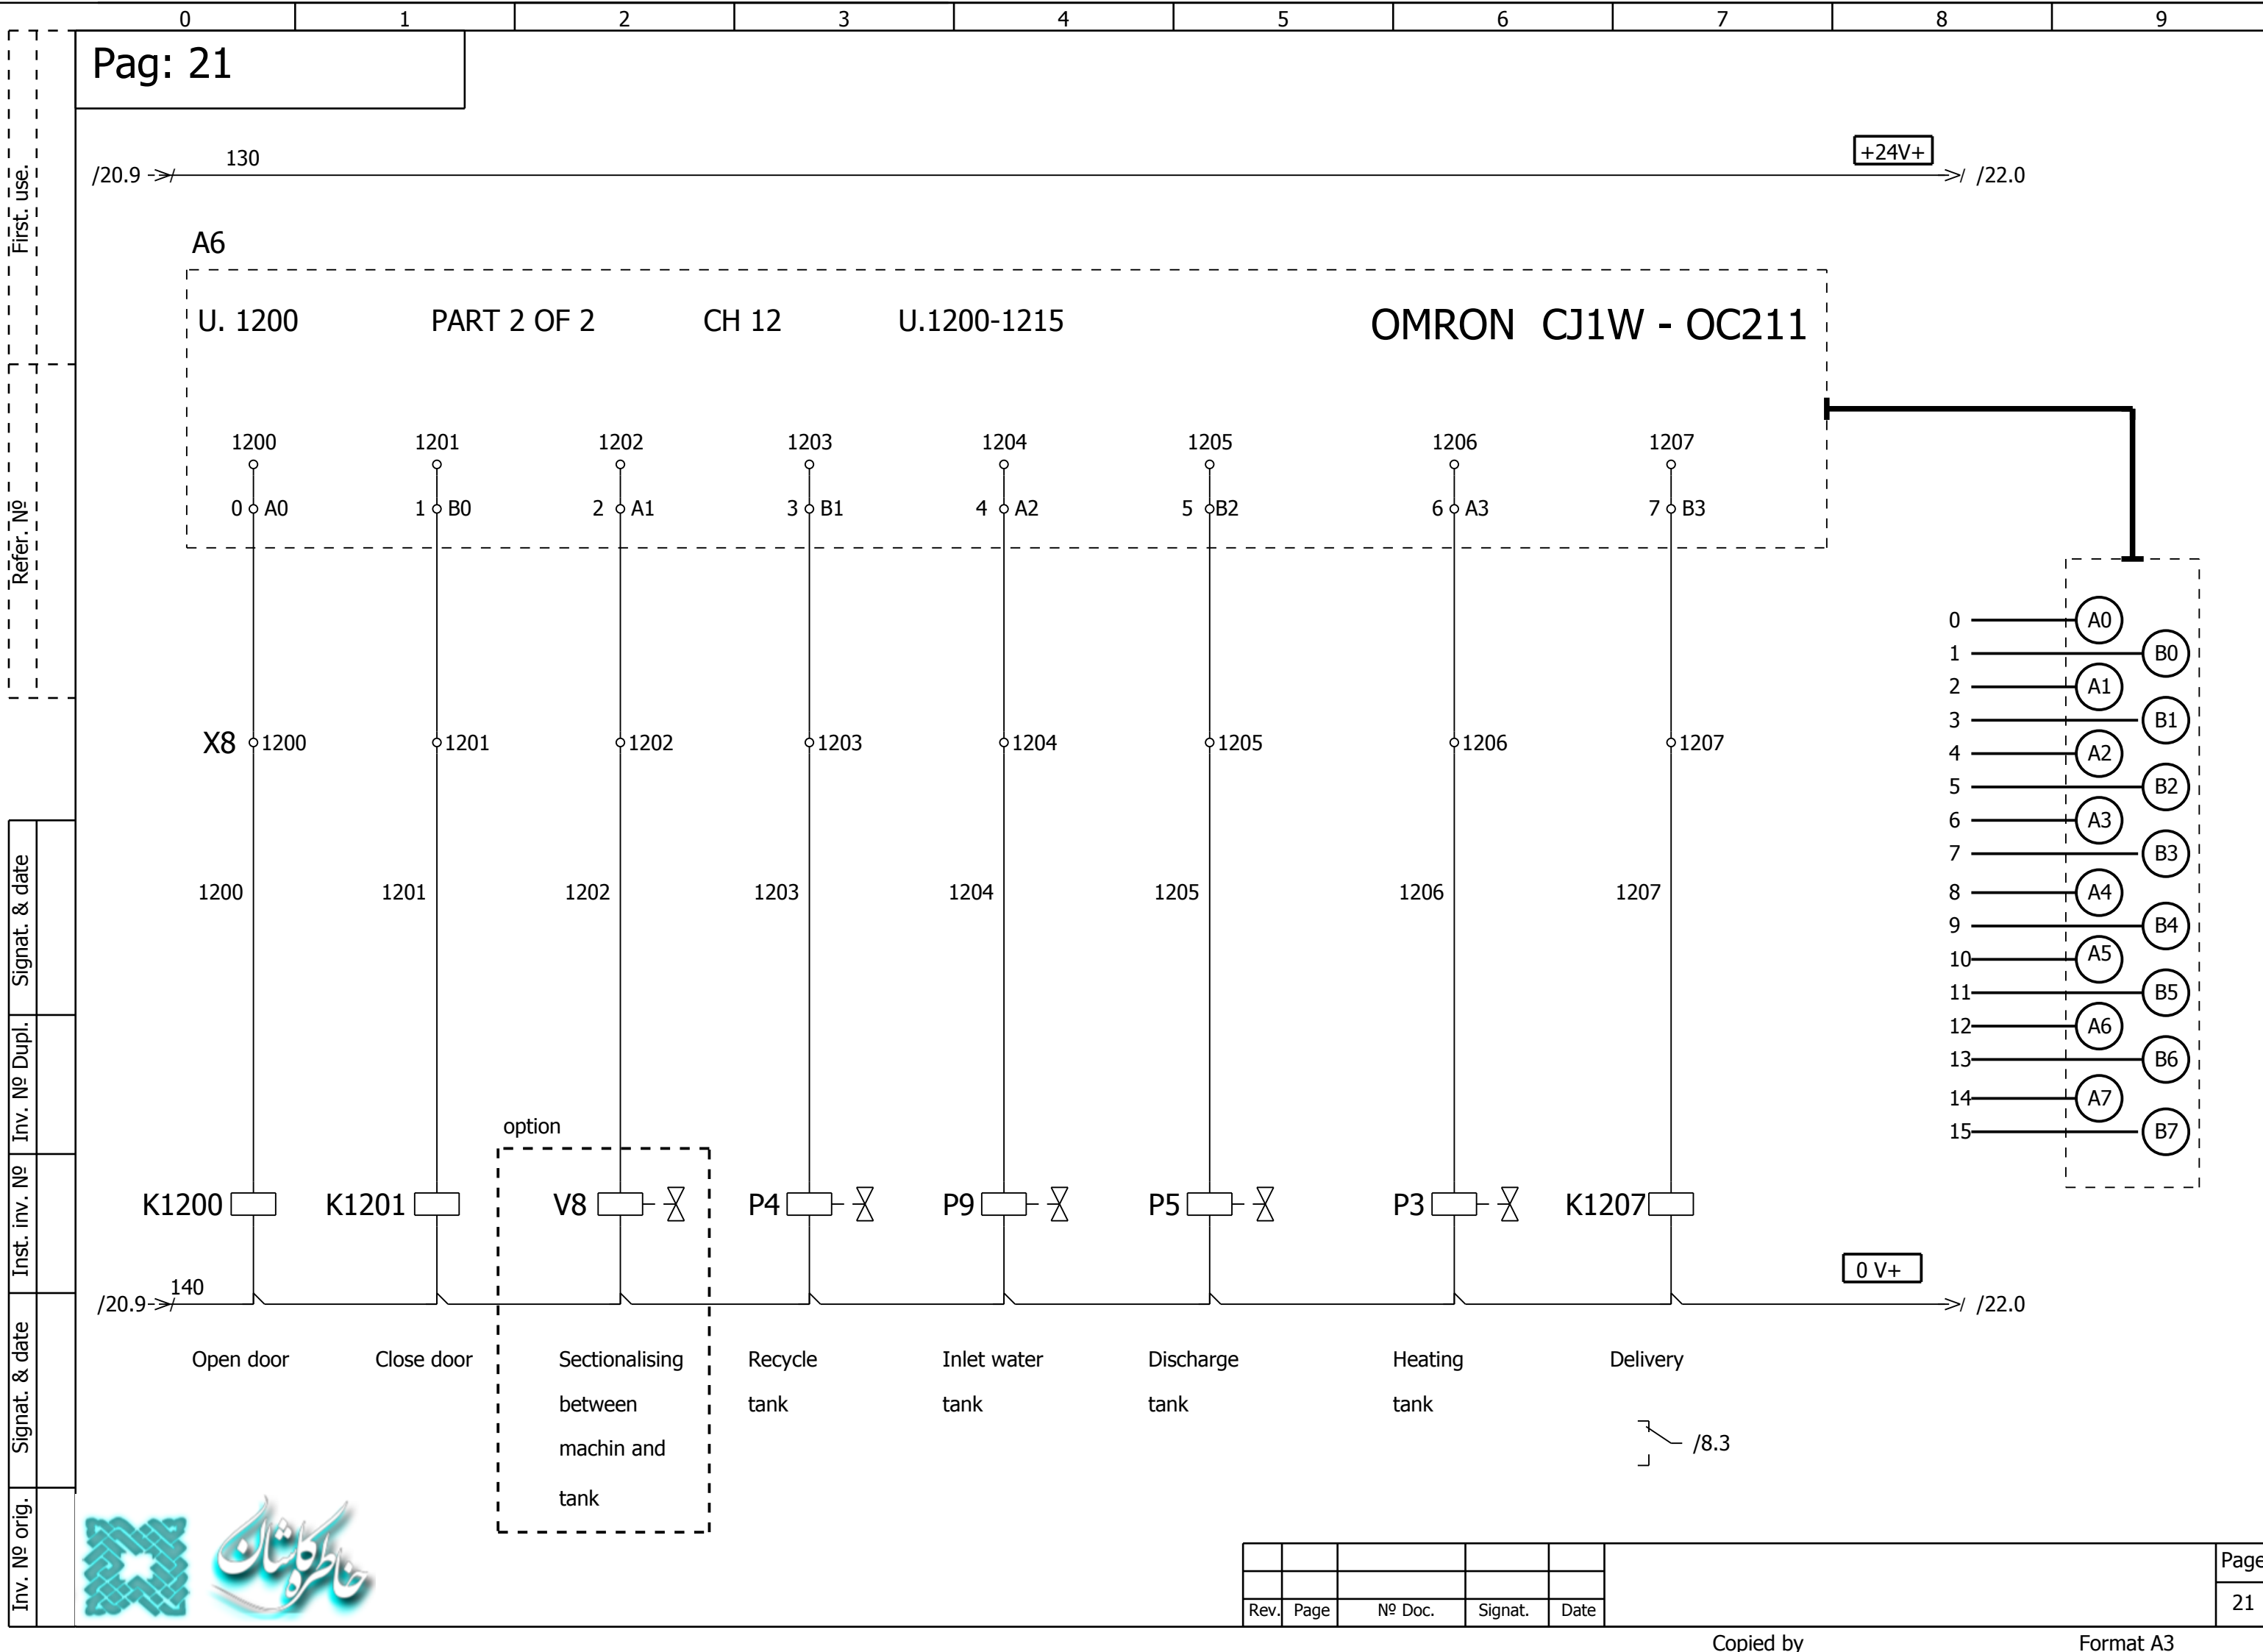 0 1 2 3 4 5 6 7 8 9
Pag: 21
130
+24V+
/20.9
/22.0
A6
U. 1200 PART 2 OF 2 CH 12 U.1200-1215 OMRON CJ1W - OC211
1200 1201 1202 1203 1204 1205 1206 1207
0 A0 1 B0 2 A1 3 B1 4 A2 5 B2 6 A3 7 B3
X8 1200 1201 1202 1203 1204 1205 1206 1207
1200 1201 1202 1203 1204 1205 1206 1207
option
K1200 K1201 V8 P4 P9 P5 P3 K1207
0 V+
140
/20.9
/22.0
Open door
Close door
Sectionalising
between
machin and
tank
Recycle
tank
Inlet water
tank
Discharge
tank
Heating
tank
Delivery
/8.3
0 A0
1 B0
2 A1
3 B1
4 A2
5 B2
6 A3
7 B3
8 A4
9 B4
10 A5
11 B5
12 A6
13 B6
14 A7
15 B7
First. use.
Refer. Nº
Signat. & date
Inv. Nº Dupl.
Inst. inv. Nº
Signat. & date
Inv. Nº orig.
خاطره کاشان
Rev. Page Nº Doc. Signat. Date
Page
21
Copied by Format A3